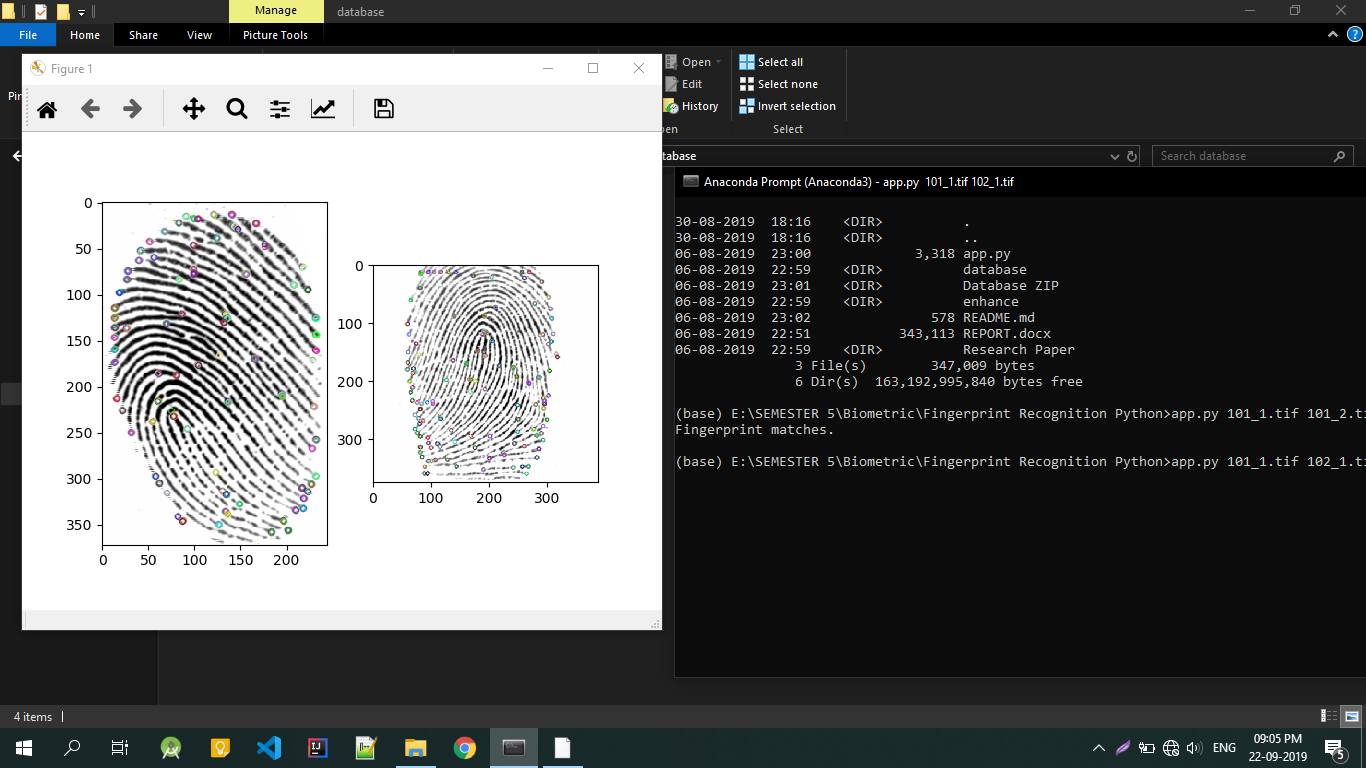 Manage
database
File
Home
Share
View
Picture Tools
Open
Select all
Edit
Select none
History
Invert selection
Select
Figure 1
tabase
Search database
Anaconda Prompt (Anaconda3) - app.py 101_1.tif 102_1.tif
30-08-2019 18:16 <DIR> .
30-08-2019 18:16 <DIR> ..
06-08-2019 23:00 3,318 app.py
06-08-2019 22:59 <DIR> database
06-08-2019 23:01 <DIR> Database ZIP
06-08-2019 22:59 <DIR> enhance
06-08-2019 23:02 578 README.md
06-08-2019 22:51 343,113 REPORT.docx
06-08-2019 22:59 <DIR> Research Paper
3 File(s) 347,009 bytes
6 Dir(s) 163,192,995,840 bytes free
(base) E:\SEMESTER 5\Biometric\Fingerprint Recognition Python>app.py 101_1.tif 101_2.ti
Fingerprint matches.
(base) E:\SEMESTER 5\Biometric\Fingerprint Recognition Python>app.py 101_1.tif 102_1.ti
0
50
100
150
200
250
300
350
0 50 100 150 200
0
100
200
300
0 100 200 300
4 items
ENG
09:05 PM
22-09-2019
5